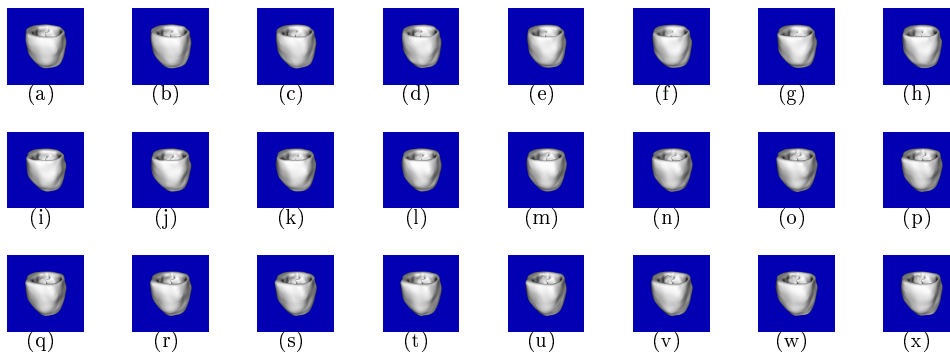 (a) (b) (c) (d) (e) (f) (g) (h)
(i) (j) (k) (l) (m) (n) (o) (p)
(q) (r) (s) (t) (u) (v) (w) (x)